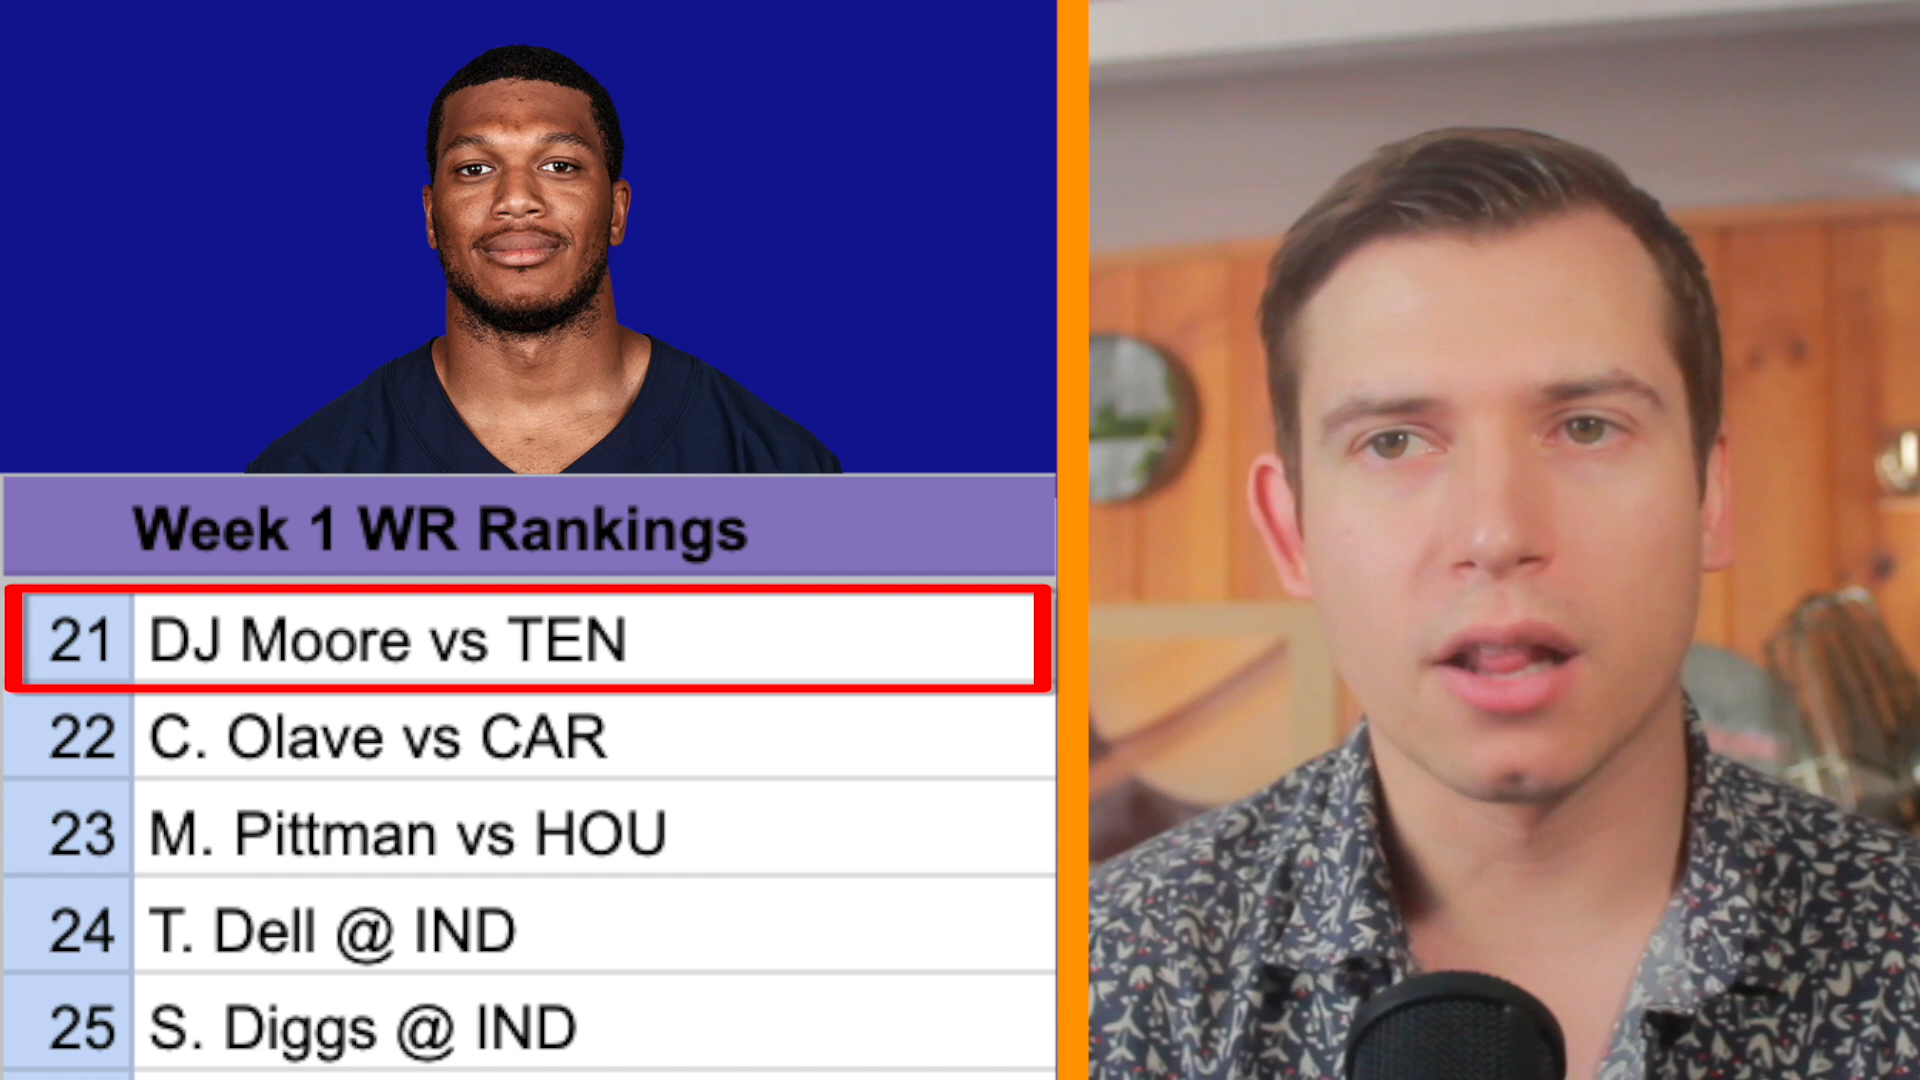 Week 1 WR Rankings
21 DJ Moore vs TEN
22 C. Olave vs CAR
23 M. Pittman vs HOU
24 T. Dell @ IND
25 S. Diggs @ IND